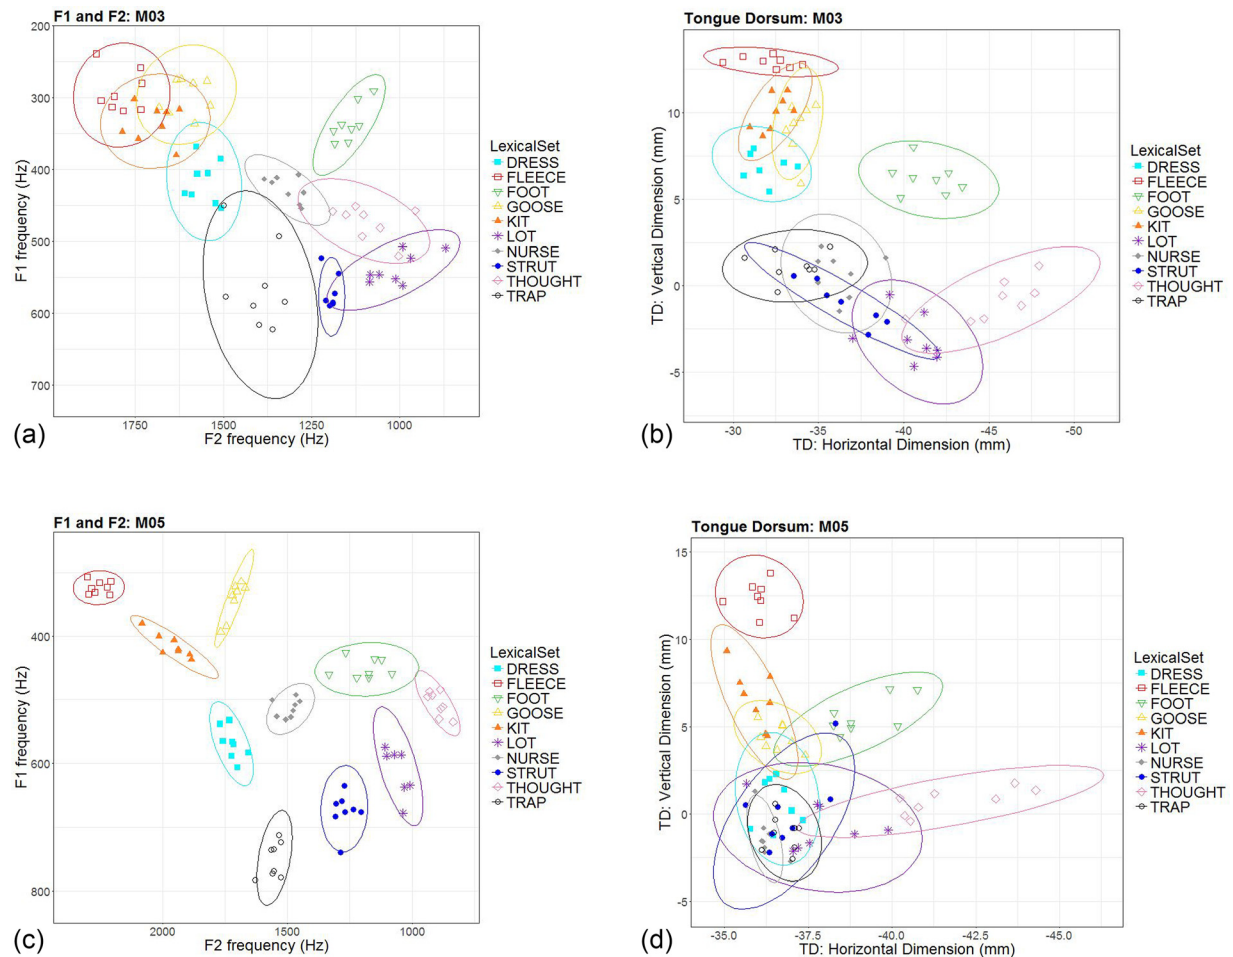 F1 and F2: M03
200
300
400
500
600
700
F1 frequency (Hz)
1750
1500
1250
1000
F2 frequency (Hz)
LexicalSet
DRESS
FLEECE
FOOT
GOOSE
KIT
LOT
NURSE
STRUT
THOUGHT
TRAP
(a)
Tongue Dorsum: M03
10
5
0
-5
TD: Vertical Dimension (mm)
-30
-35
-40
-45
-50
TD: Horizontal Dimension (mm)
LexicalSet
DRESS
FLEECE
FOOT
GOOSE
KIT
LOT
NURSE
STRUT
THOUGHT
TRAP
(b)
F1 and F2: M05
400
600
800
F1 frequency (Hz)
2000
1750
1500
1250
1000
F2 frequency (Hz)
LexicalSet
DRESS
FLEECE
FOOT
GOOSE
KIT
LOT
NURSE
STRUT
THOUGHT
TRAP
(c)
Tongue Dorsum: M05
15
10
5
0
-5
TD: Vertical Dimension (mm)
-35.0
-37.5
-40.0
-42.5
-45.0
TD: Horizontal Dimension (mm)
LexicalSet
DRESS
FLEECE
FOOT
GOOSE
KIT
LOT
NURSE
STRUT
THOUGHT
TRAP
(d)